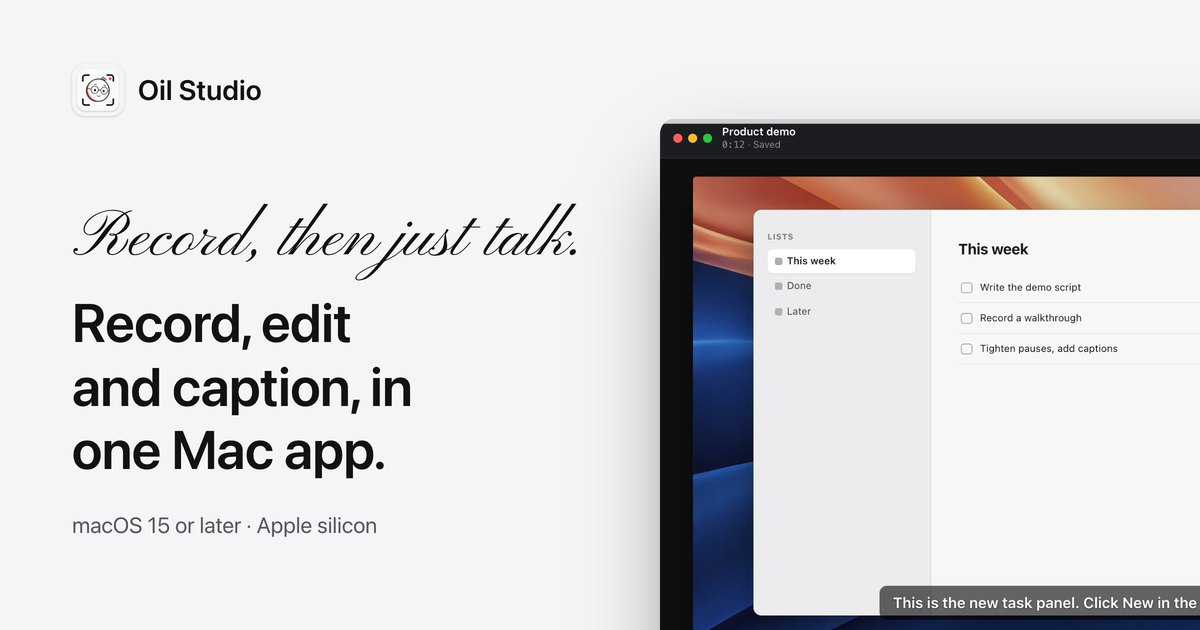 Oil Studio
Record, then just talk.
Record, edit
and caption, in
one Mac app.
macOS 15 or later · Apple silicon
Product demo
0:12 · Saved
LISTS
This week
Done
Later
This week
Write the demo script
Record a walkthrough
Tighten pauses, add captions
This is the new task panel. Click New in the